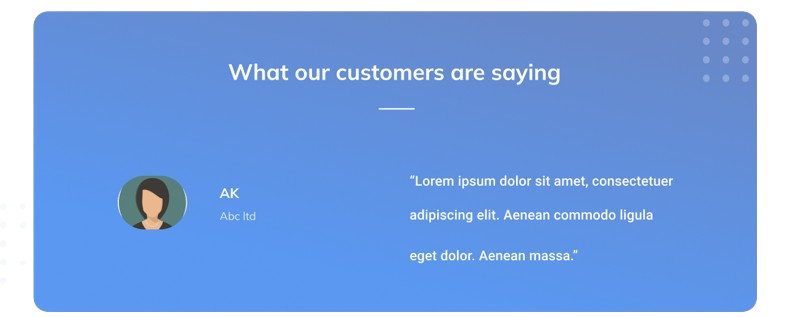 What our customers are saying
AK
Abc ltd
“Lorem ipsum dolor sit amet, consectetuer
adipiscing elit. Aenean commodo ligula
eget dolor. Aenean massa.”